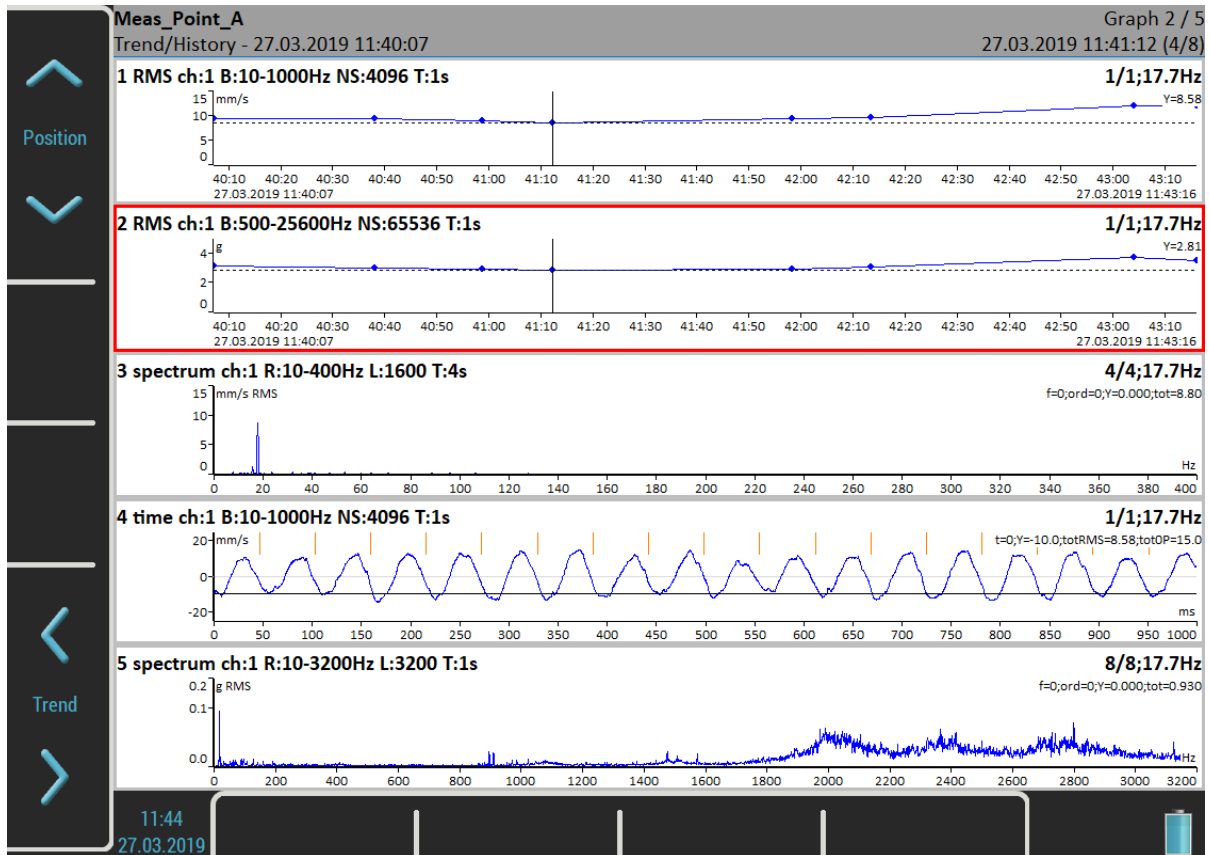 Meas_Point_A Graph 2 / 5
Trend/History - 27.03.2019 11:40:07 27.03.2019 11:41:12 (4/8)
Position
1 RMS ch:1 B:10-1000Hz NS:4096 T:1s 1/1;17.7Hz
15 mm/s Y=8.58
10
5
0
40:10 40:20 40:30 40:40 40:50 41:00 41:10 41:20 41:30 41:40 41:50 42:00 42:10 42:20 42:30 42:40 42:50 43:00 43:10
27.03.2019 11:40:07 27.03.2019 11:43:16
2 RMS ch:1 B:500-25600Hz NS:65536 T:1s 1/1;17.7Hz
g Y=2.81
4
2
0
40:10 40:20 40:30 40:40 40:50 41:00 41:10 41:20 41:30 41:40 41:50 42:00 42:10 42:20 42:30 42:40 42:50 43:00 43:10
27.03.2019 11:40:07 27.03.2019 11:43:16
3 spectrum ch:1 R:10-400Hz L:1600 T:4s 4/4;17.7Hz
15 mm/s RMS f=0;ord=0;Y=0.000;tot=8.80
10
5
0 Hz
0 20 40 60 80 100 120 140 160 180 200 220 240 260 280 300 320 340 360 380 400
4 time ch:1 B:10-1000Hz NS:4096 T:1s 1/1;17.7Hz
20 mm/s t=0;Y=-10.0;totRMS=8.58;tot0P=15.0
0
-20 ms
0 50 100 150 200 250 300 350 400 450 500 550 600 650 700 750 800 850 900 950 1000
5 spectrum ch:1 R:10-3200Hz L:3200 T:1s 8/8;17.7Hz
0.2 g RMS f=0;ord=0;Y=0.000;tot=0.930
0.1
0.0 Hz
0 200 400 600 800 1000 1200 1400 1600 1800 2000 2200 2400 2600 2800 3000 3200
Trend
11:44
27.03.2019